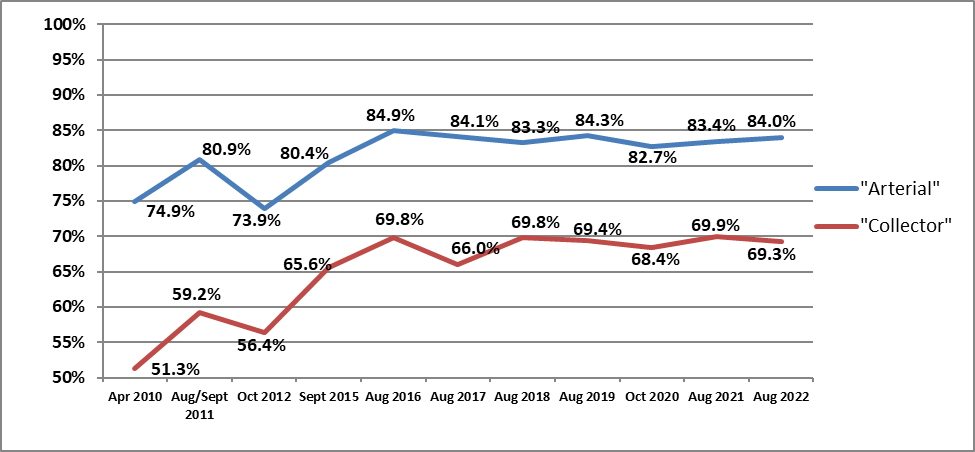 100%
95%
90%
85%
80%
75%
70%
65%
60%
55%
50%
74.9%
80.9%
73.9%
80.4%
84.9%
84.1%
83.3%
84.3%
82.7%
83.4%
84.0%
51.3%
59.2%
56.4%
65.6%
69.8%
66.0%
69.8%
69.4%
68.4%
69.9%
69.3%
Apr 2010
Aug/Sept
2011
Oct 2012
Sept 2015
Aug 2016
Aug 2017
Aug 2018
Aug 2019
Oct 2020
Aug 2021
Aug 2022
"Arterial"
"Collector"